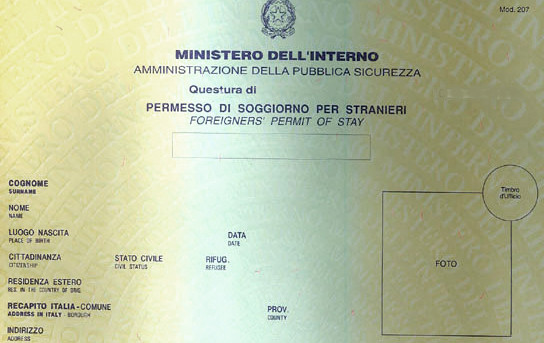 Mod. 207
MINISTERO DELL'INTERNO
AMMINISTRAZIONE DELLA PUBBLICA SICUREZZA
Questura di
PERMESSO DI SOGGIORNO PER STRANIERI
FOREIGNERS' PERMIT OF STAY
Timbro
d'Ufficio
COGNOME
SURNAME
NOME
NAME
LUOGO NASCITA
PLACE OF BIRTH
DATA
DATE
CITTADINANZA
CITIZENSHIP
STATO CIVILE
CIVIL STATUS
RIFUG.
REFUGEE
FOTO
RESIDENZA ESTERO
RES. IN THE COUNTRY OF ORIG.
RECAPITO ITALIA - COMUNE
ADDRESS IN ITALY - BOROUGH
PROV.
COUNTY
INDIRIZZO
ADDRESS